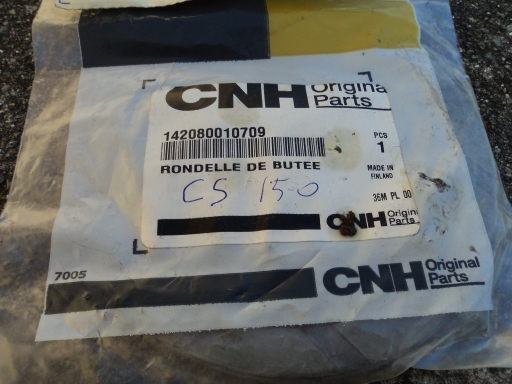 CNH Original Parts
142080010709
PCS
1
RONDELLE DE BUTEE
MADE IN
FINLAND
CS 150
36M PL 00
CNH Original Parts
7005
CNH Original Parts